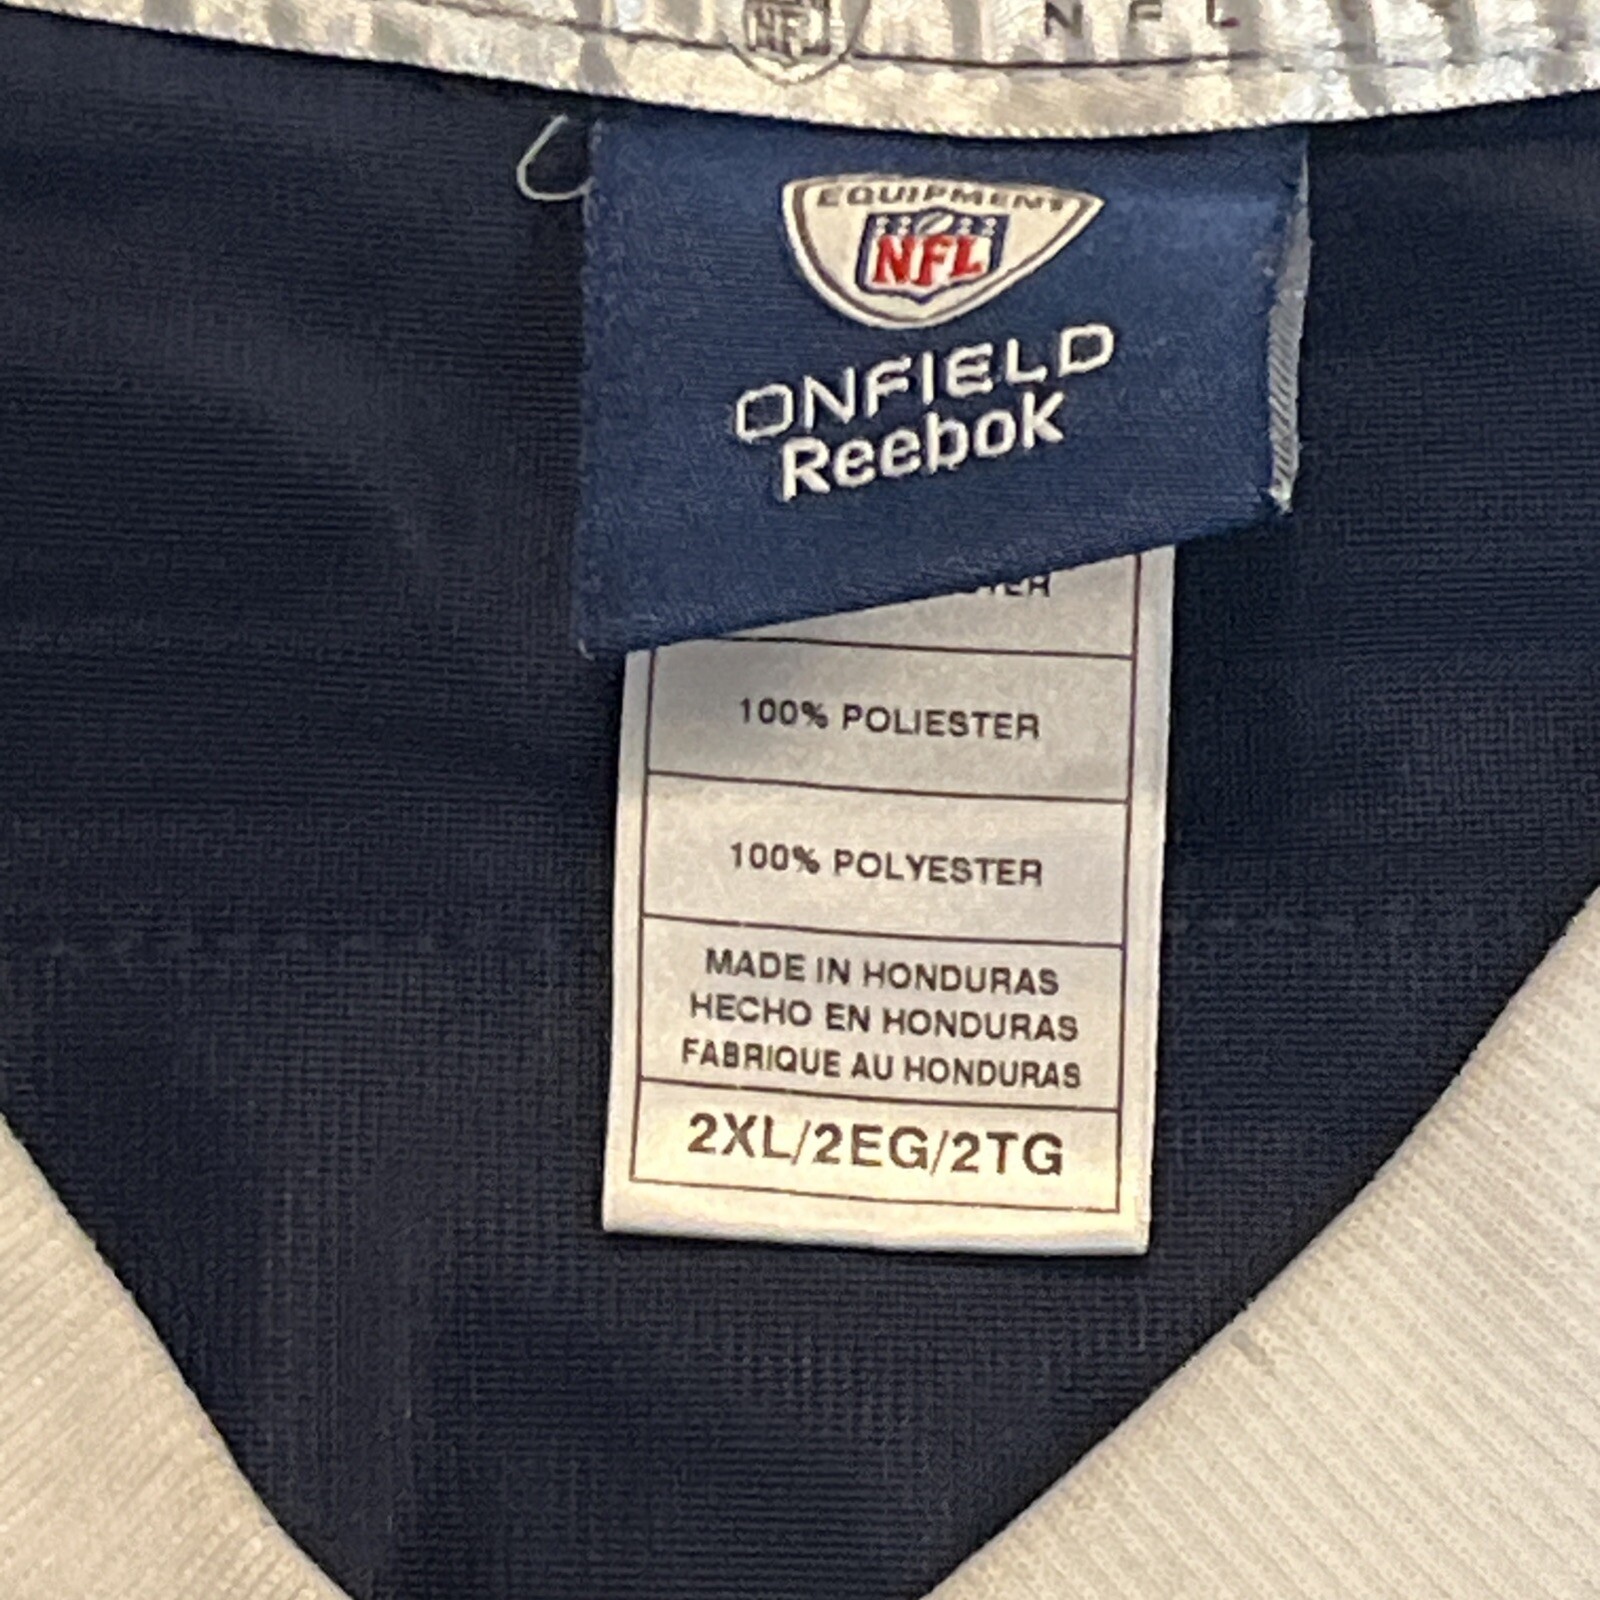 NFL NFL
EQUIPMENT
NFL
ONFIELD
Reebok
100% POLIESTER
100% POLYESTER
MADE IN HONDURAS
HECHO EN HONDURAS
FABRIQUE AU HONDURAS
2XL/2EG/2TG